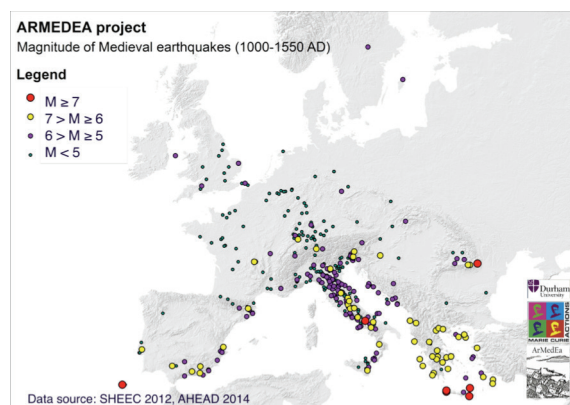 ARMEDEA project
Magnitude of Medieval earthquakes (1000-1550 AD)
Legend
M ≥ 7
7 > M ≥ 6
6 > M ≥ 5
M < 5
Durham
University
MARIE CURIE
ACTIONS
ArMedEa
Data source: SHEEC 2012, AHEAD 2014